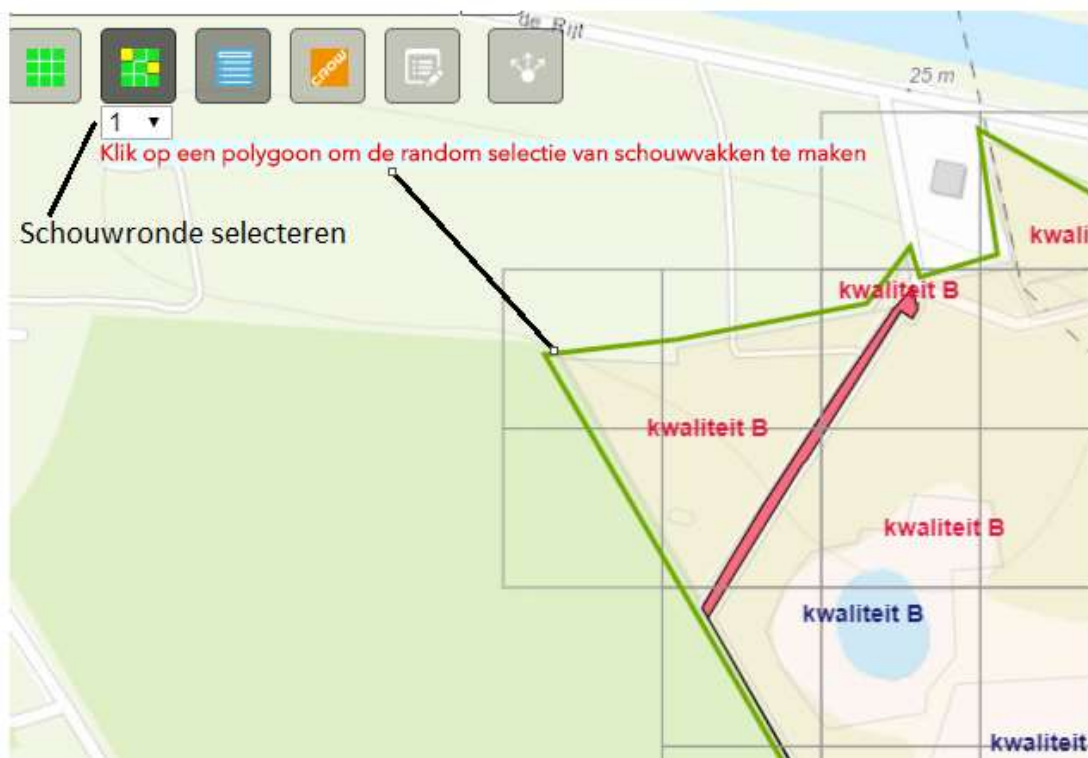 de Rijt
crow
25 m
1
Klik op een polygoon om de random selectie van schouwvakken te maken
Schouwronde selecteren
kwali
kwaliteit B
kwaliteit B
kwaliteit B
kwaliteit B
kwaliteit